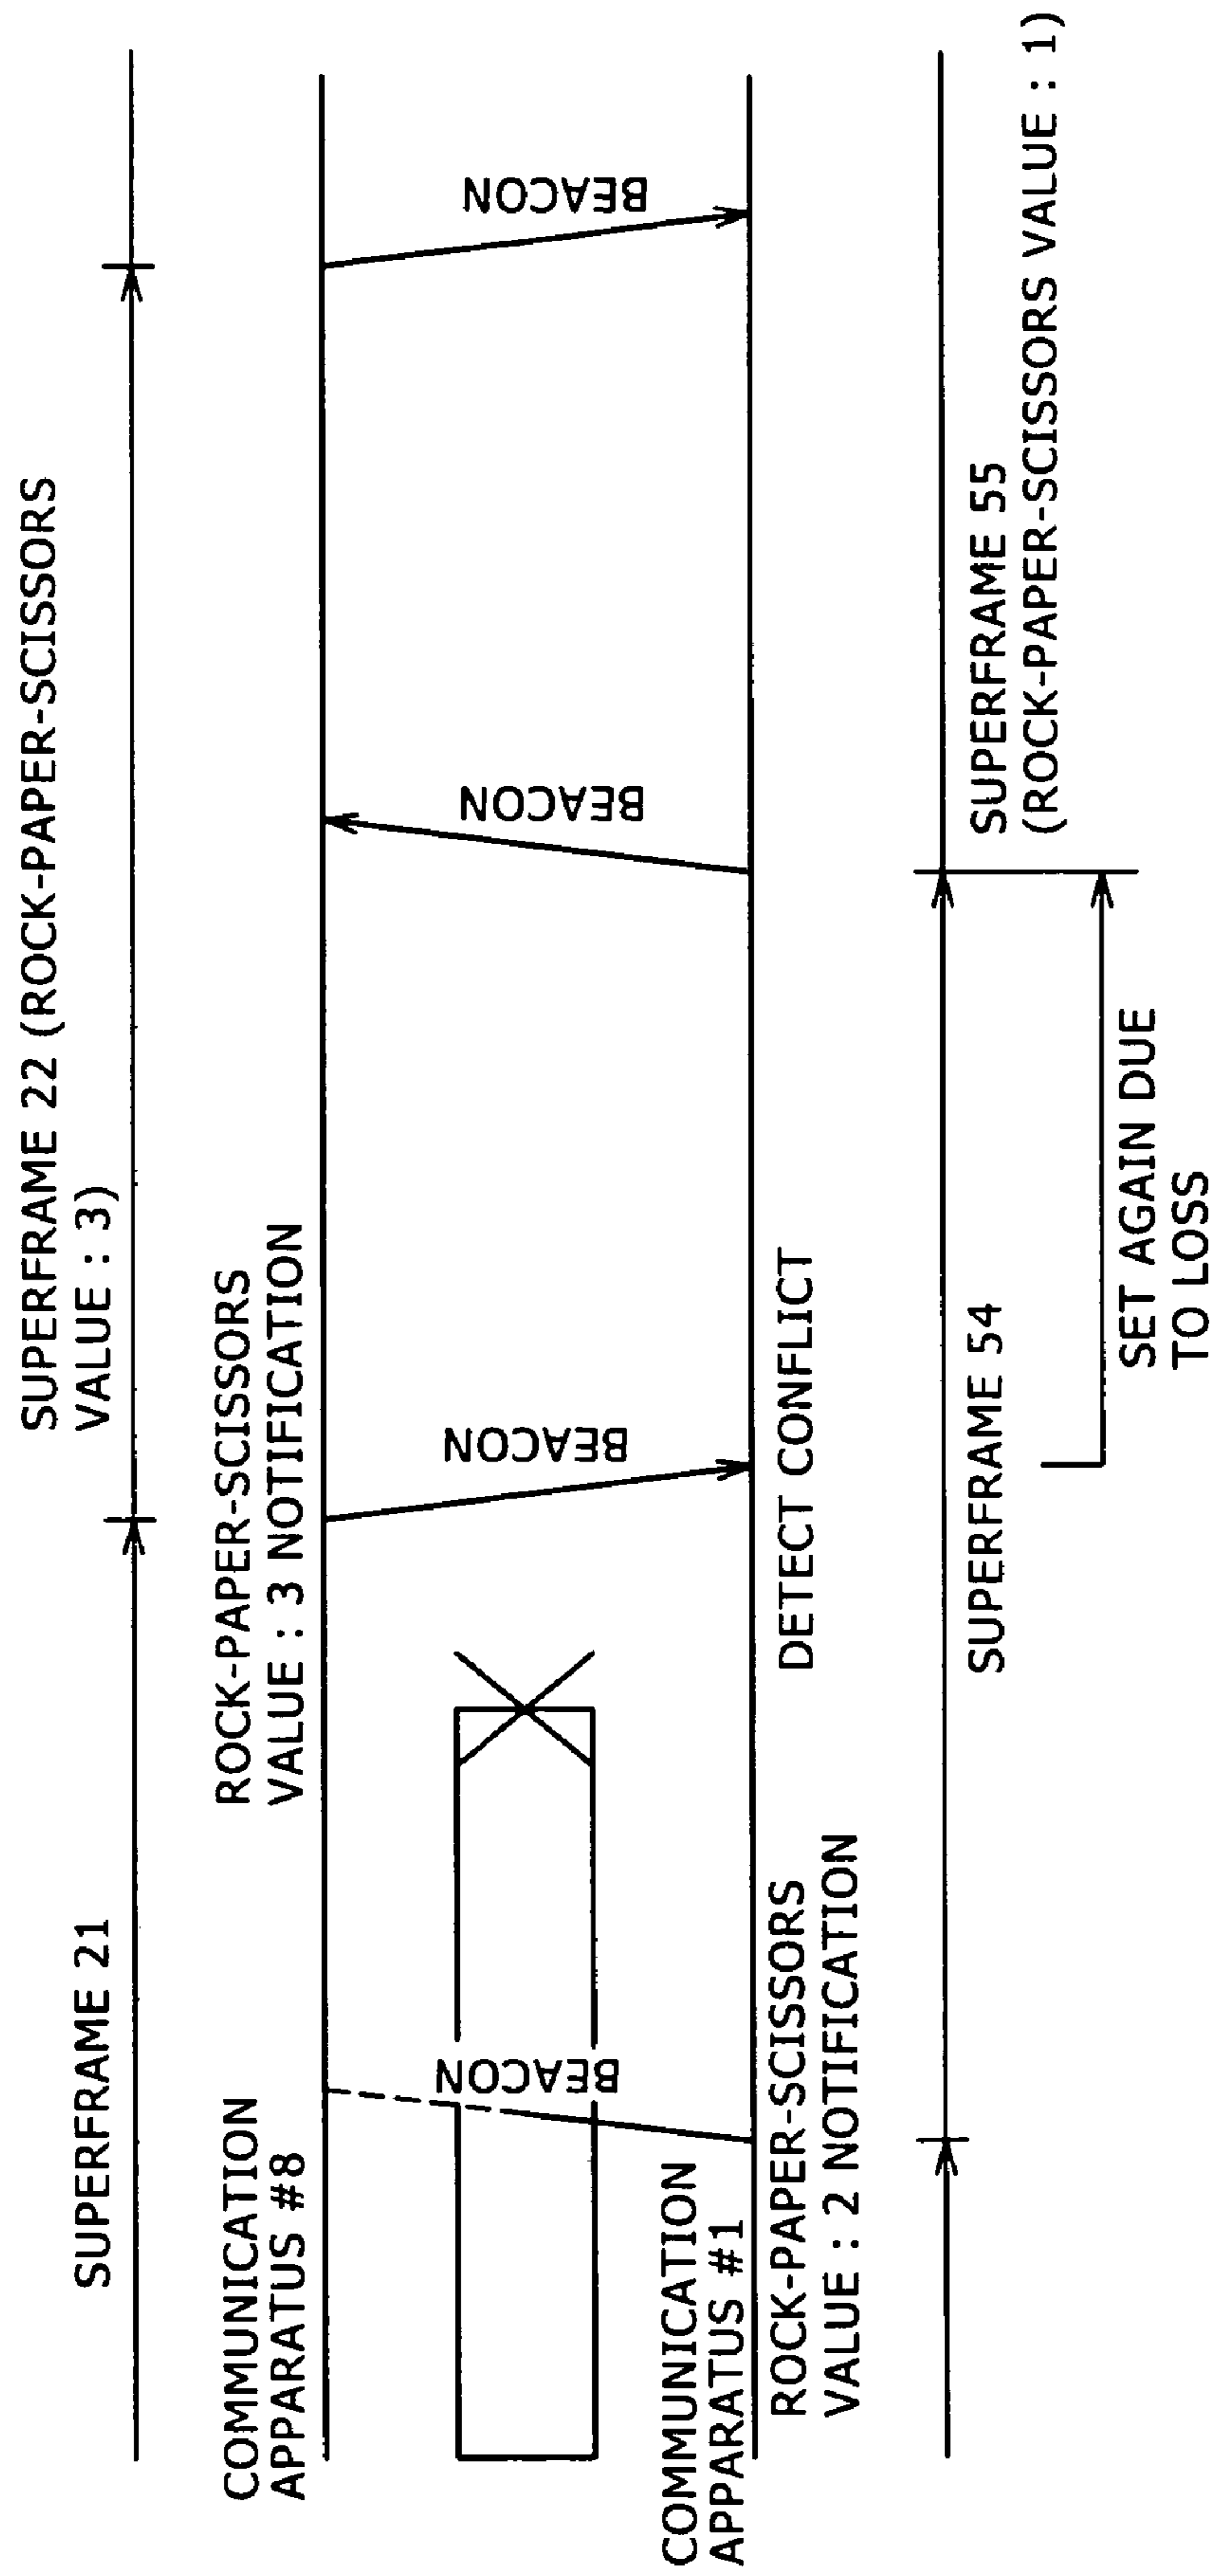 SUPERFRAME 21
SUPERFRAME 22 (ROCK-PAPER-SCISSORS
VALUE : 3)
COMMUNICATION
APPARATUS #8
ROCK-PAPER-SCISSORS
VALUE : 3 NOTIFICATION
BEACON
BEACON
BEACON
BEACON
COMMUNICATION
APPARATUS #1
ROCK-PAPER-SCISSORS
VALUE : 2 NOTIFICATION
DETECT CONFLICT
SUPERFRAME 54
SUPERFRAME 55
(ROCK-PAPER-SCISSORS VALUE : 1)
SET AGAIN DUE
TO LOSS